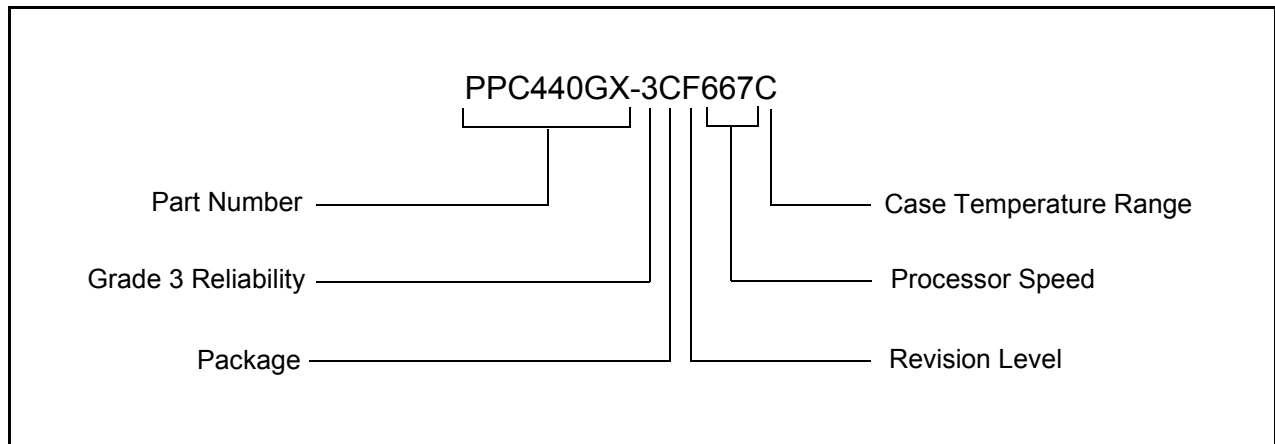 PPC440GX-3CF667C
Part Number
Case Temperature Range
Grade 3 Reliability
Processor Speed
Package
Revision Level